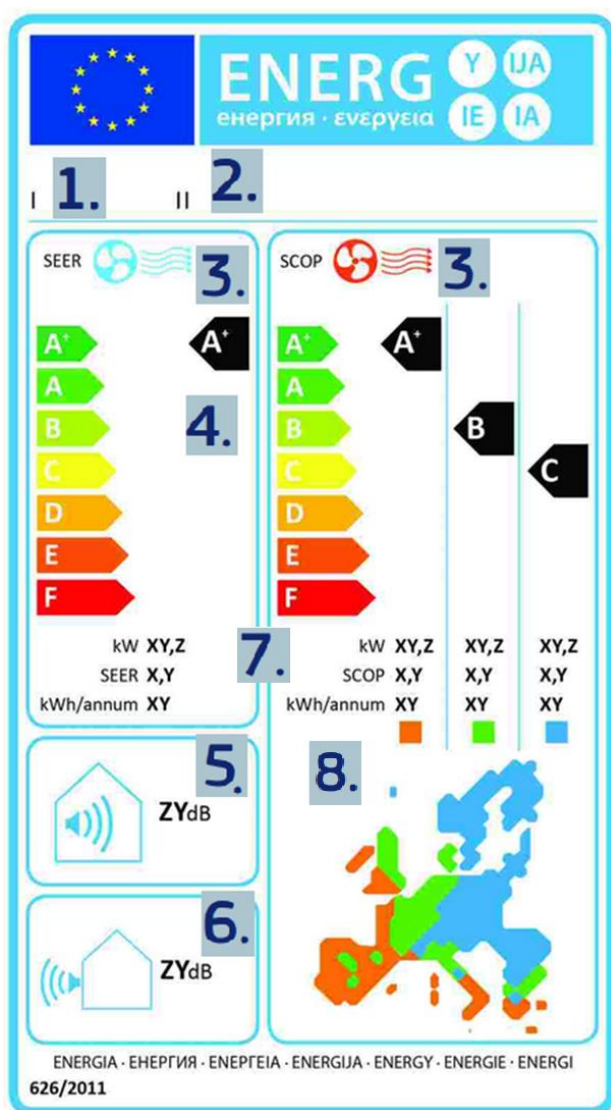 ENERG Y IJA
енергия · ενεργεια IE IA
I 1. II 2.
SEER 3.
A+ A+
A
B
4.
C
D
E
F
kW XY,Z
SEER X,Y
kWh/annum XY
SCOP 3.
A+ A+
A
B B
C C
D
E
F
7.
kW XY,Z XY,Z XY,Z
SCOP X,Y X,Y X,Y
kWh/annum XY XY XY
5.
ZYdB
6.
ZYdB
8.
ENERGIA · ЕНЕРГИЯ · ΕΝΕΡΓΕΙΑ · ENERGIJA · ENERGY · ENERGIE · ENERGI
626/2011